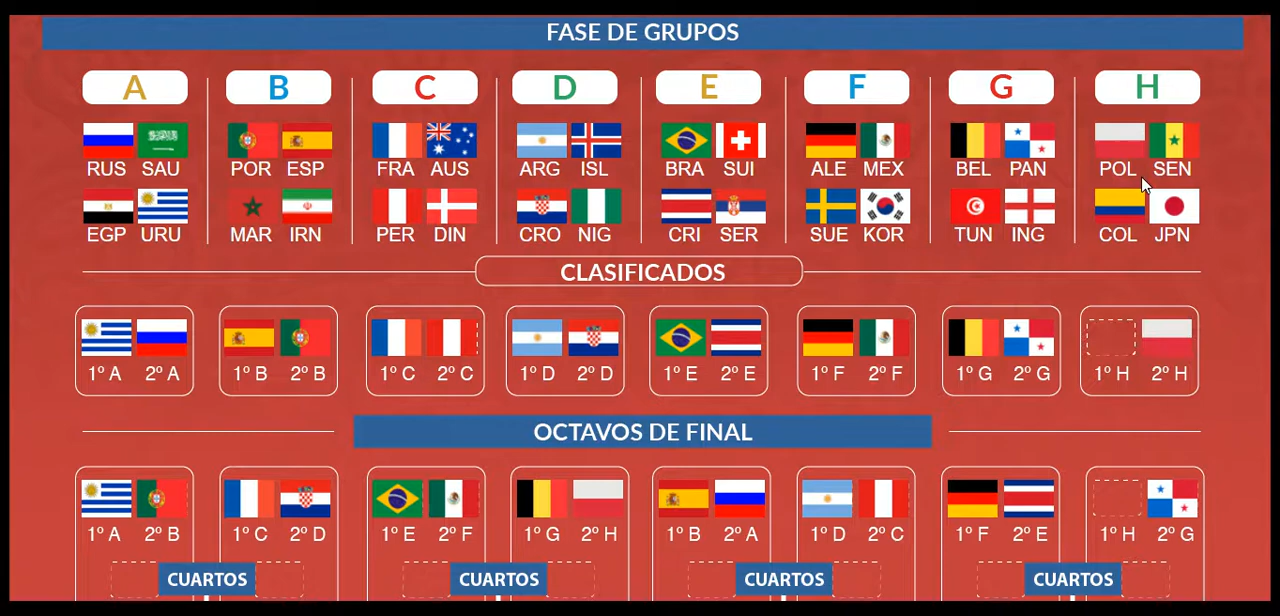 FASE DE GRUPOS
A B C D E F G H
RUS SAU POR ESP FRA AUS ARG ISL BRA SUI ALE MEX BEL PAN POL SEN
EGP URU MAR IRN PER DIN CRO NIG CRI SER SUE KOR TUN ING COL JPN
CLASIFICADOS
1º A 2º A 1º B 2º B 1º C 2º C 1º D 2º D 1º E 2º E 1º F 2º F 1º G 2º G 1º H 2º H
OCTAVOS DE FINAL
1º A 2º B 1º C 2º D 1º E 2º F 1º G 2º H 1º B 2º A 1º D 2º C 1º F 2º E 1º H 2º G
CUARTOS CUARTOS CUARTOS CUARTOS